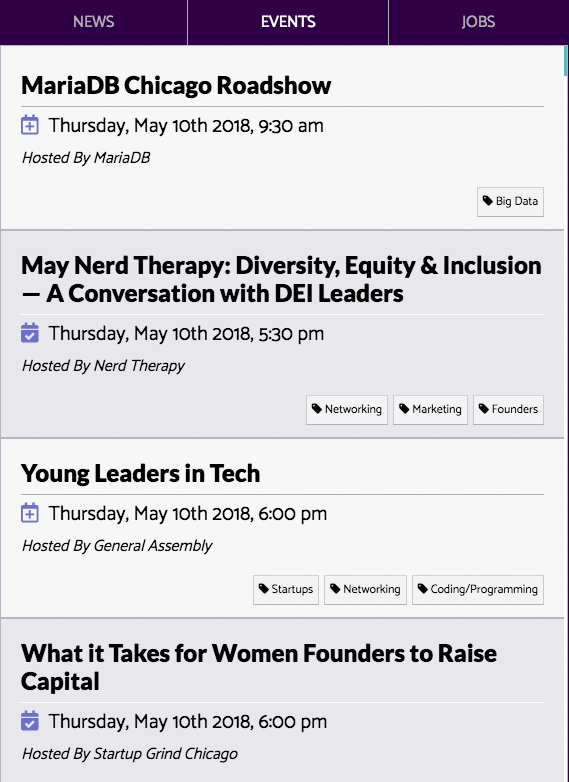 NEWS
EVENTS
JOBS
MariaDB Chicago Roadshow
Thursday, May 10th 2018, 9:30 am
Hosted By MariaDB
Big Data
May Nerd Therapy: Diversity, Equity & Inclusion
— A Conversation with DEI Leaders
Thursday, May 10th 2018, 5:30 pm
Hosted By Nerd Therapy
Networking
Marketing
Founders
Young Leaders in Tech
Thursday, May 10th 2018, 6:00 pm
Hosted By General Assembly
Startups
Networking
Coding/Programming
What it Takes for Women Founders to Raise
Capital
Thursday, May 10th 2018, 6:00 pm
Hosted By Startup Grind Chicago